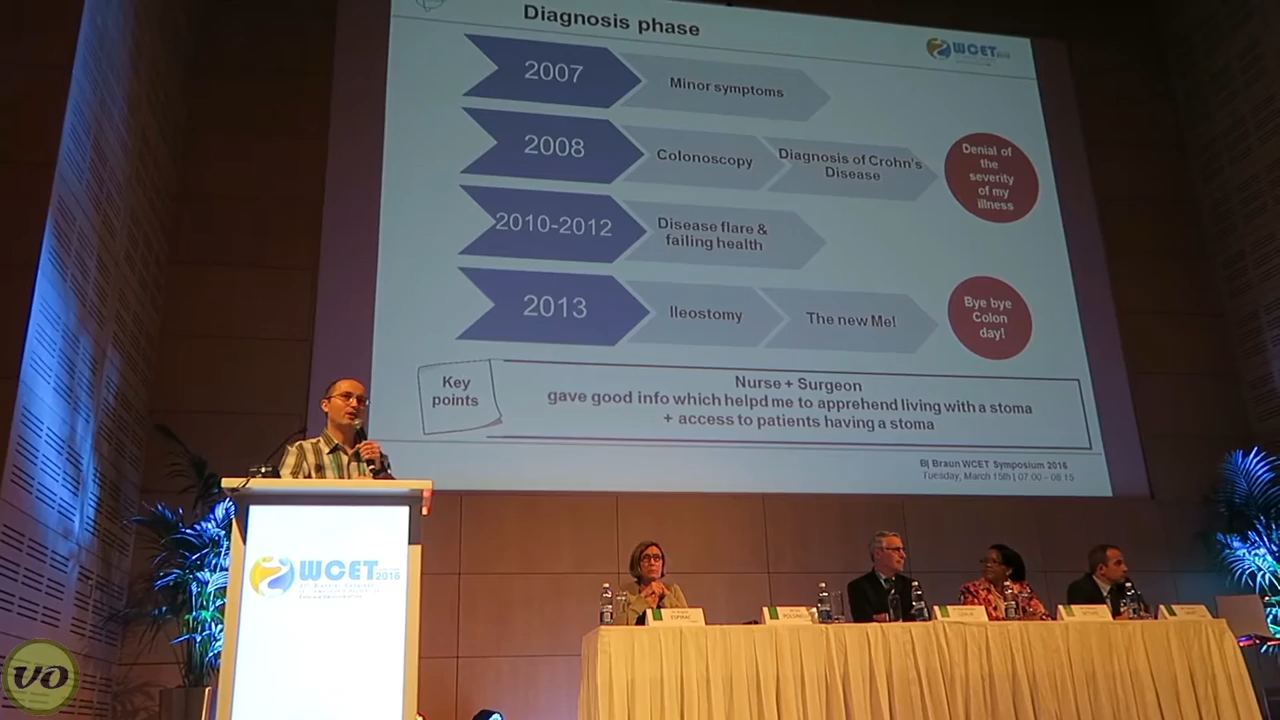 Diagnosis phase
WCET
2007
Minor symptoms
2008
Colonoscopy
Diagnosis of Crohn's
Disease
Denial of
the
severity
of my
illness
2010-2012
Disease flare &
failing health
2013
Ileostomy
The new Me!
Bye bye
Colon
day!
Key
points
Nurse + Surgeon
gave good info which helpd me to apprehend living with a stoma
+ access to patients having a stoma
B| Braun WCET Symposium 2016
Tuesday, March 15th | 07:00 - 08:15
WCET
2016
ESPIRAC
VO